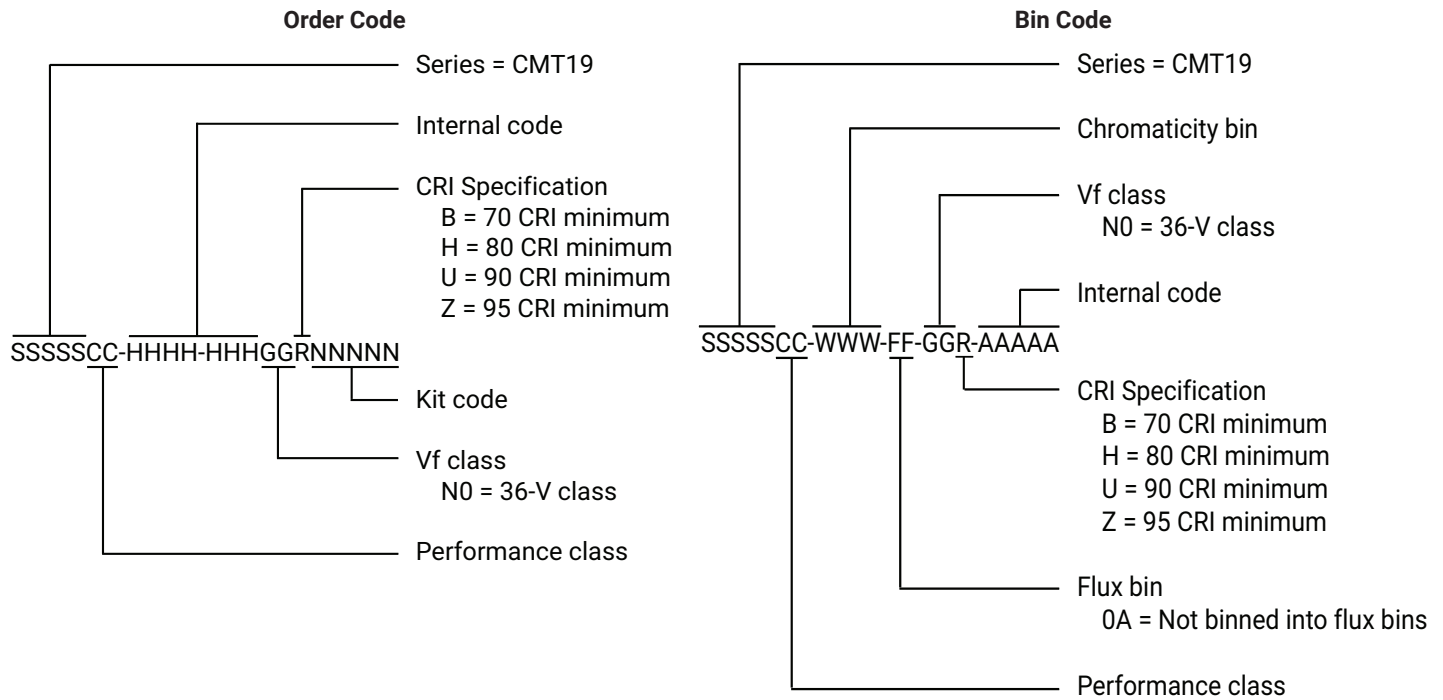 Order Code
Series = CMT19
Internal code
CRI Specification
B = 70 CRI minimum
H = 80 CRI minimum
U = 90 CRI minimum
Z = 95 CRI minimum
SSSSSCC-HHHH-HHHGGRNNNNN
Kit code
Vf class
N0 = 36-V class
Performance class
Bin Code
Series = CMT19
Chromaticity bin
Vf class
N0 = 36-V class
Internal code
SSSSSCC-WWW-FF-GGR-AAAAA
CRI Specification
B = 70 CRI minimum
H = 80 CRI minimum
U = 90 CRI minimum
Z = 95 CRI minimum
Flux bin
0A = Not binned into flux bins
Performance class